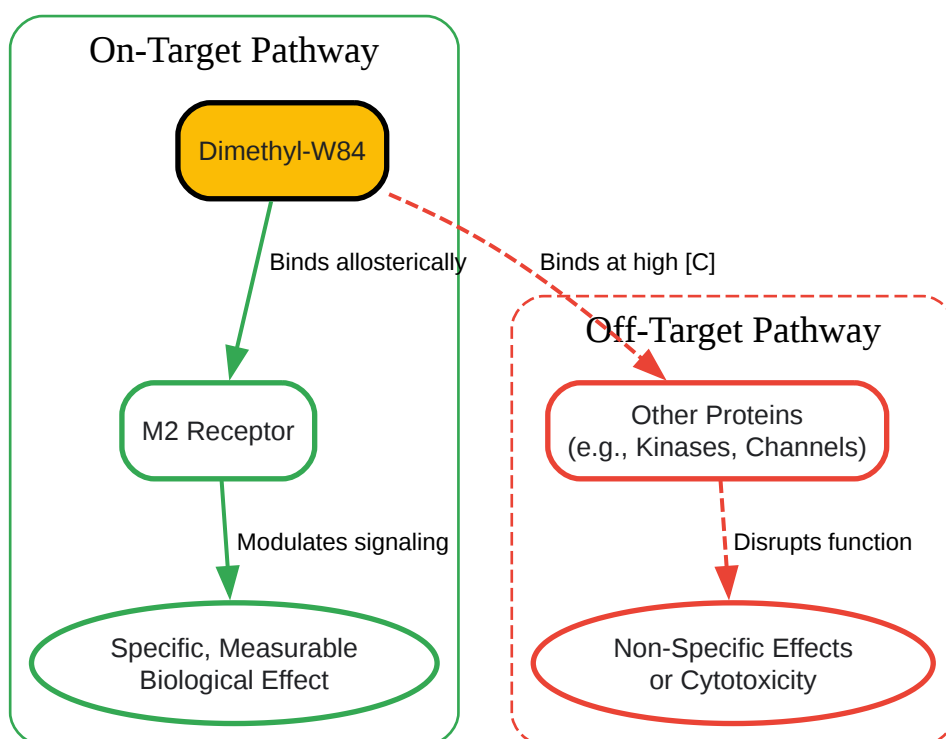 On-Target Pathway
Dimethyl-W84
Binds allosterically
Binds at high [C]
Off-Target Pathway
M2 Receptor
Other Proteins
(e.g., Kinases, Channels)
Modulates signaling
Disrupts function
Specific, Measurable
Biological Effect
Non-Specific Effects
or Cytotoxicity